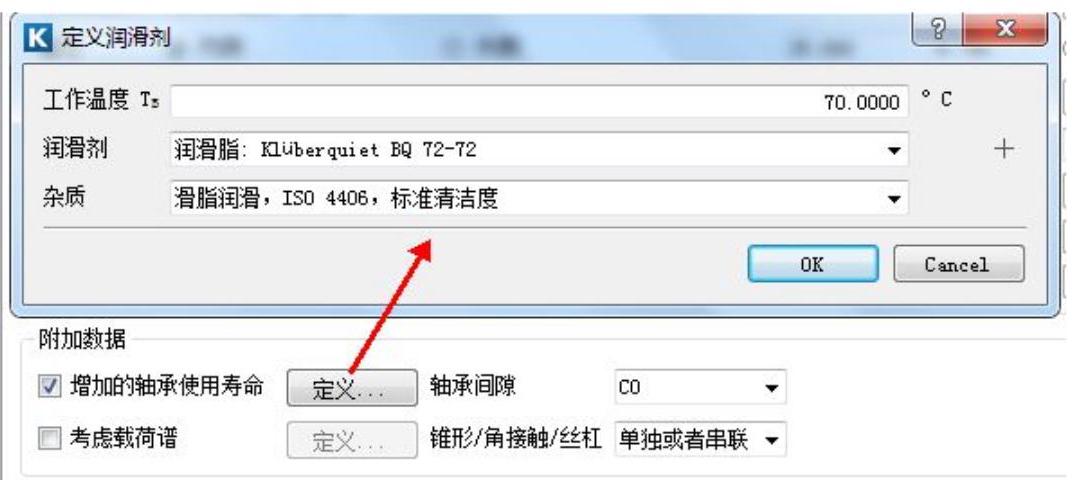 K 定义润滑剂
工作温度 Tʙ 70.0000 ° C
润滑剂 润滑脂: Klüberquiet BQ 72-72
杂质 滑脂润滑，ISO 4406，标准清洁度
OK Cancel
附加数据
增加的轴承使用寿命 定义... 轴承间隙 C0
考虑载荷谱 定义... 锥形/角接触/丝杠 单独或者串联